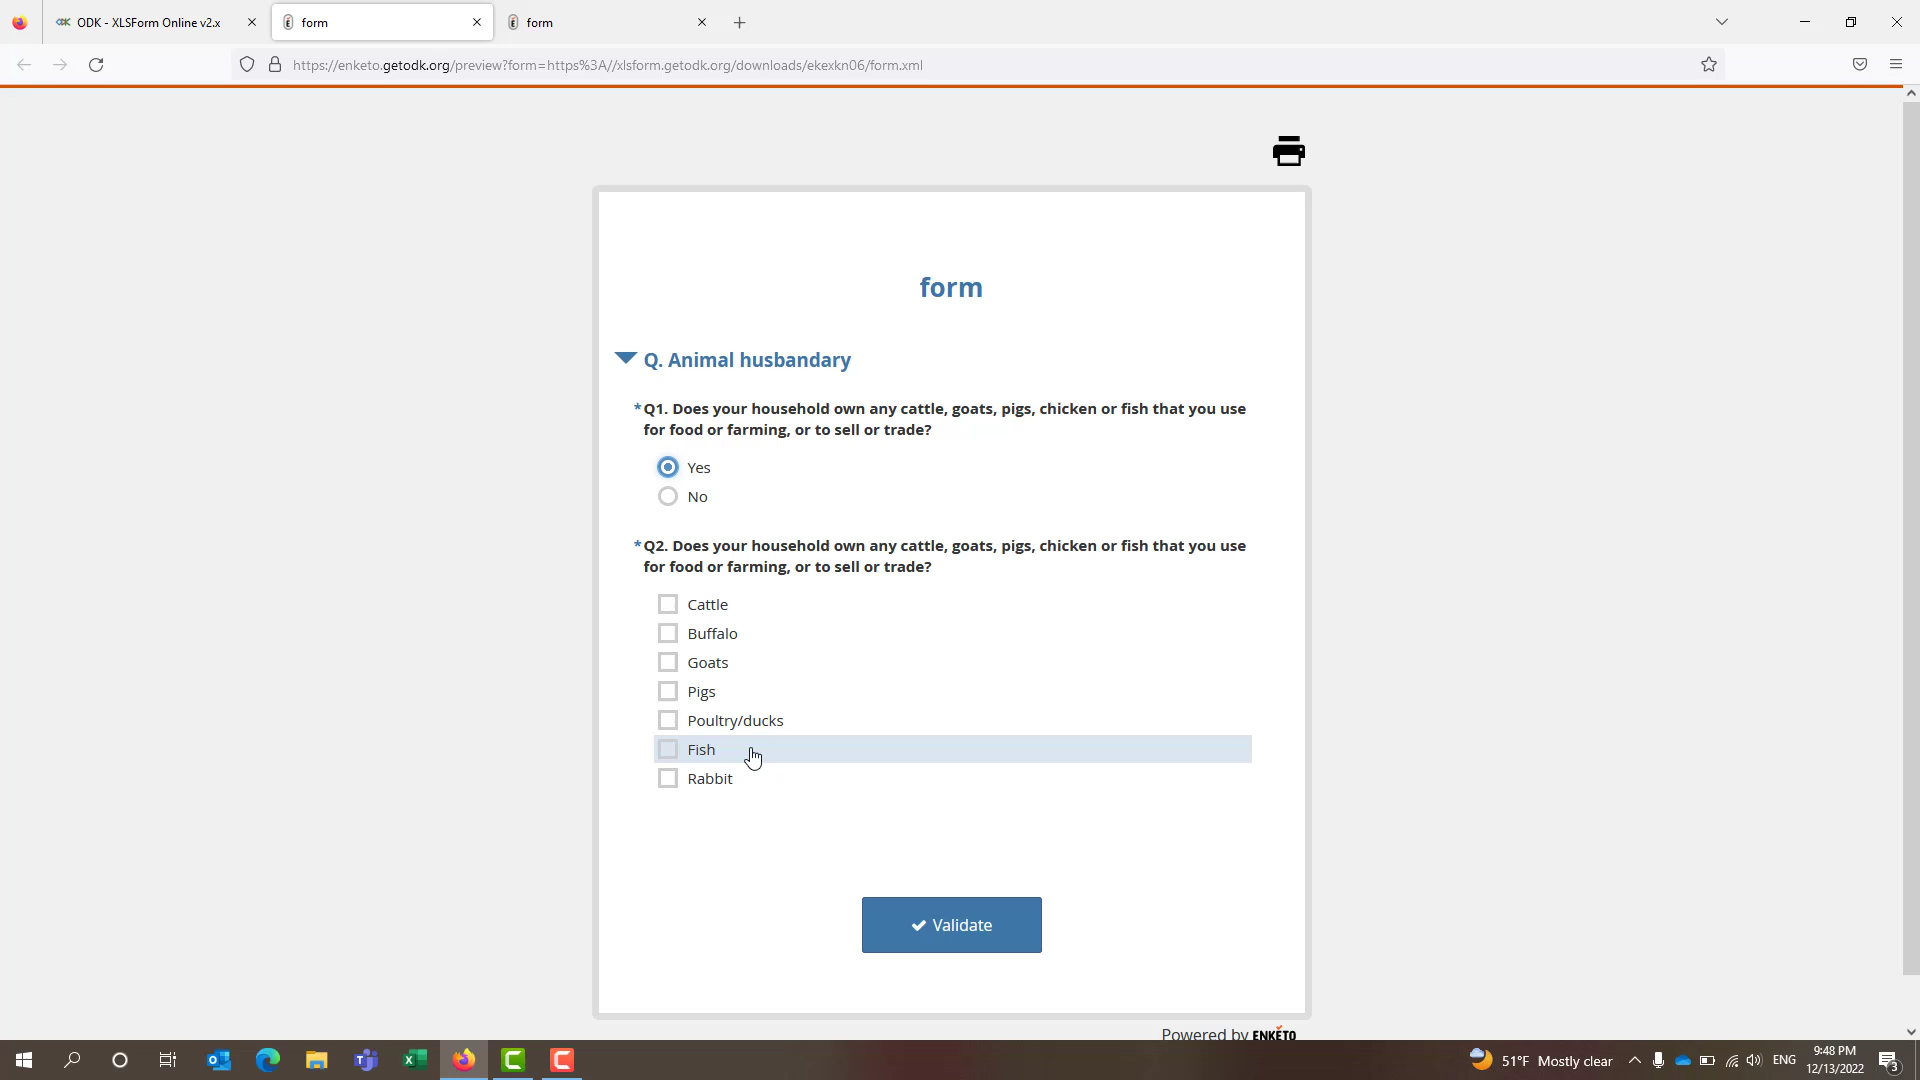 ODK - XLSForm Online v2.x
form
form
https://enketo.getodk.org/preview?form=https%3A//xlsform.getodk.org/downloads/ekexkn06/form.xml
form
Q. Animal husbandary
*Q1. Does your household own any cattle, goats, pigs, chicken or fish that you use
for food or farming, or to sell or trade?
Yes
No
*Q2. Does your household own any cattle, goats, pigs, chicken or fish that you use
for food or farming, or to sell or trade?
Cattle
Buffalo
Goats
Pigs
Poultry/ducks
Fish
Rabbit
Validate
Powered by ENKETO
51°F Mostly clear
ENG
9:48 PM
12/13/2022
3